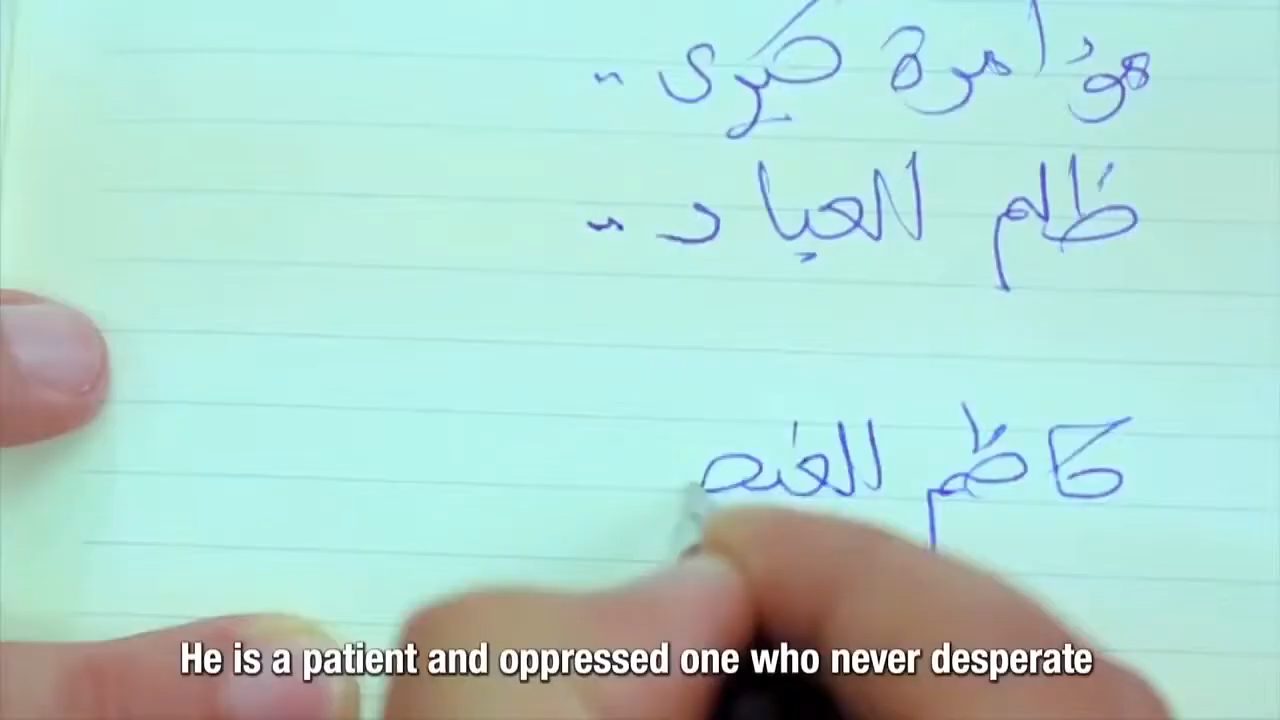 مؤامرة كبرى ..
ظلم العباد ..
كاظم
He is a patient and oppressed one who never desperate